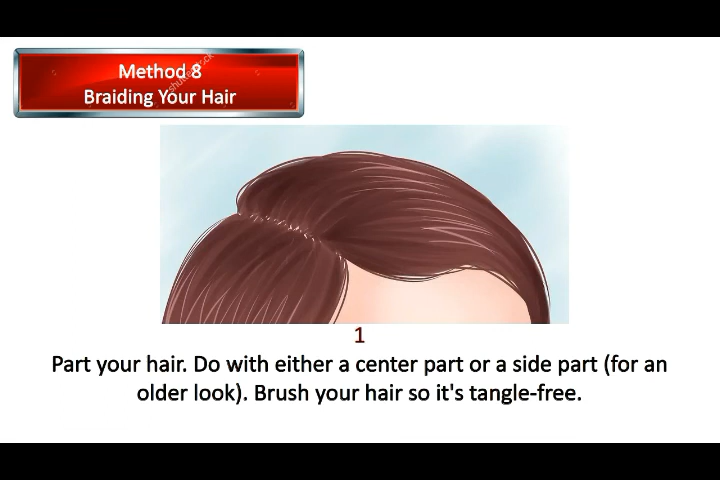 Method 8
Braiding Your Hair
shutterstock
1
Part your hair. Do with either a center part or a side part (for an
older look). Brush your hair so it's tangle-free.